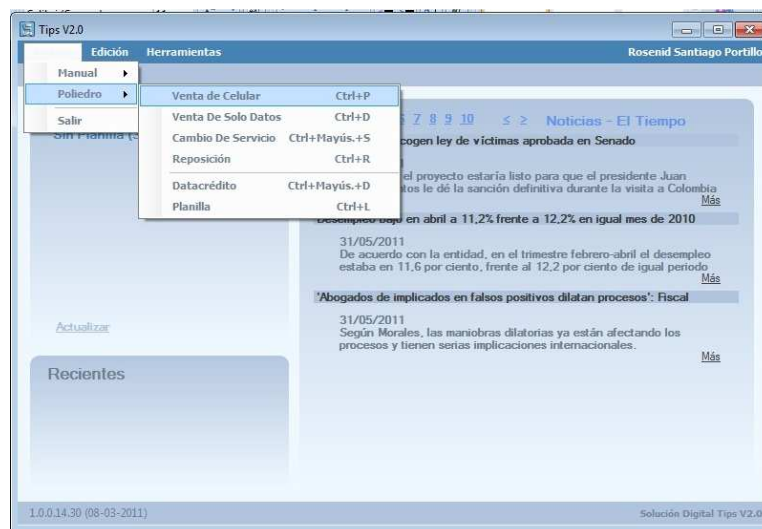 Tips V2.0
Edición Herramientas Rosenid Santiago Portillo
Manual
Poliedro
Salir
Venta de Celular Ctrl+P
Venta De Solo Datos Ctrl+D
Cambio De Servicio Ctrl+Mayús.+S
Reposición Ctrl+R
Datacrédito Ctrl+Mayús.+D
Planilla Ctrl+L
Sin Planilla (S
Actualizar
Recientes
7 8 9 10 ≤ ≥ Noticias - El Tiempo
cogen ley de víctimas aprobada en Senado
el proyecto estaría listo para que el presidente Juan
tos le dé la sanción definitiva durante la visita a Colombia
Más
Desempleo bajó en abril a 11,2% frente a 12,2% en igual mes de 2010
31/05/2011
De acuerdo con la entidad, en el trimestre febrero-abril el desempleo
estaba en 11,6 por ciento, frente al 12,2 por ciento de igual periodo
Más
'Abogados de implicados en falsos positivos dilatan procesos': Fiscal
31/05/2011
Según Morales, las maniobras dilatorias ya están afectando los
procesos y tienen serias implicaciones internacionales.
Más
1.0.0.14.30 (08-03-2011) Solución Digital Tips V2.0